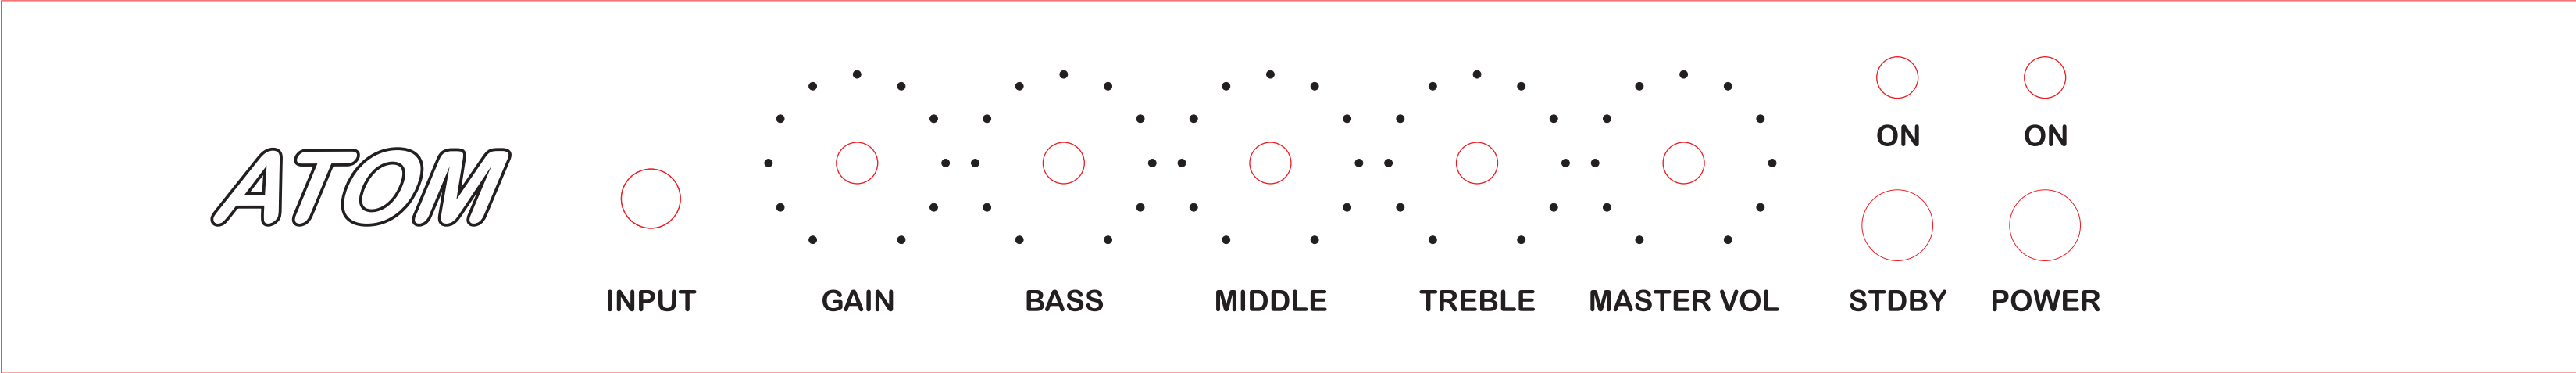 ATOM
ON ON
INPUT GAIN BASS MIDDLE TREBLE MASTER VOL STDBY POWER